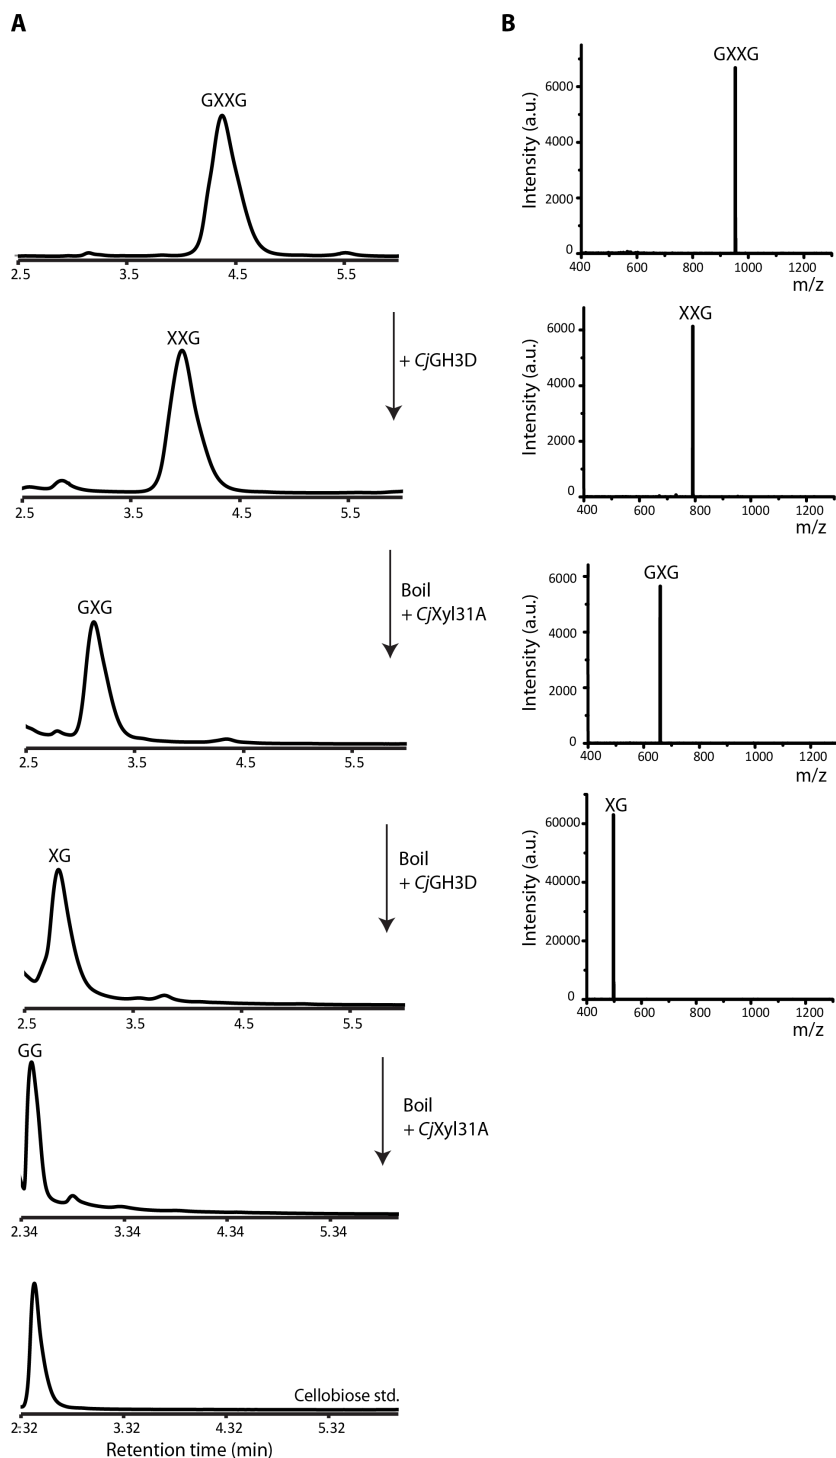 A
GXXG
2.5 3.5 4.5 5.5
XXG
+ CjGH3D
2.5 3.5 4.5 5.5
Boil
+ CjXyl31A
GXG
2.5 3.5 4.5 5.5
Boil
+ CjGH3D
XG
2.5 3.5 4.5 5.5
GG
Boil
+ CjXyl31A
2.34 3.34 4.34 5.34
Cellobiose std.
2:32 3.32 4.32 5.32
Retention time (min)
B
GXXG
Intensity (a.u.)
6000
4000
2000
0
400 600 800 1000 1200
m/z
XXG
Intensity (a.u.)
6000
4000
2000
0
400 600 800 1000 1200
m/z
GXG
Intensity (a.u.)
6000
4000
2000
0
400 600 800 1000 1200
m/z
XG
Intensity (a.u.)
60000
40000
20000
0
400 600 800 1000 1200
m/z